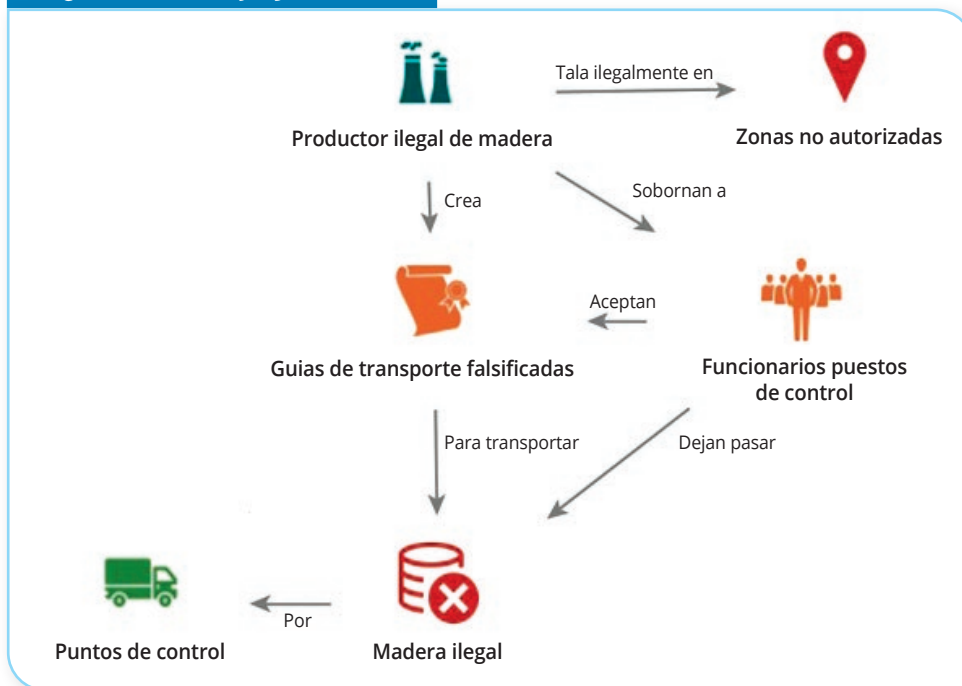 Tala ilegalmente en
Productor ilegal de madera
Zonas no autorizadas
Crea
Sobornan a
Aceptan
Guias de transporte falsificadas
Funcionarios puestos
de control
Para transportar
Dejan pasar
Por
Puntos de control
Madera ilegal